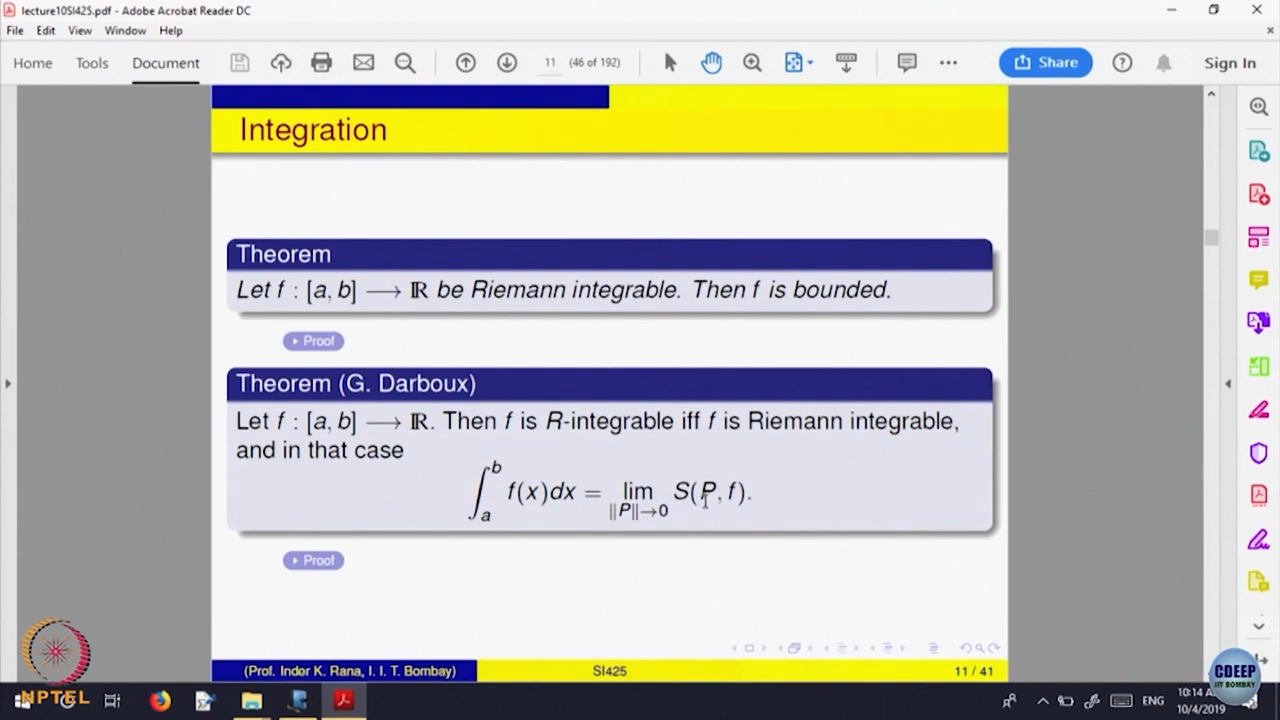 lecture10SI425.pdf - Adobe Acrobat Reader DC
File Edit View Window Help
Home Tools Document 11 (46 of 192) Share Sign In
Integration
Theorem
Let f : [a, b] ⟶ ℝ be Riemann integrable. Then f is bounded.
Proof
Theorem (G. Darboux)
Let f : [a, b] ⟶ ℝ. Then f is R-integrable iff f is Riemann integrable,
and in that case
∫_a^b f(x)dx = lim_{‖P‖→0} S(P, f).
Proof
(Prof. Inder K. Rana, I. I. T. Bombay) SI425 11 / 41
NPTEL
CDEEP
IIT BOMBAY
ENG
10:14 A
10/4/2019